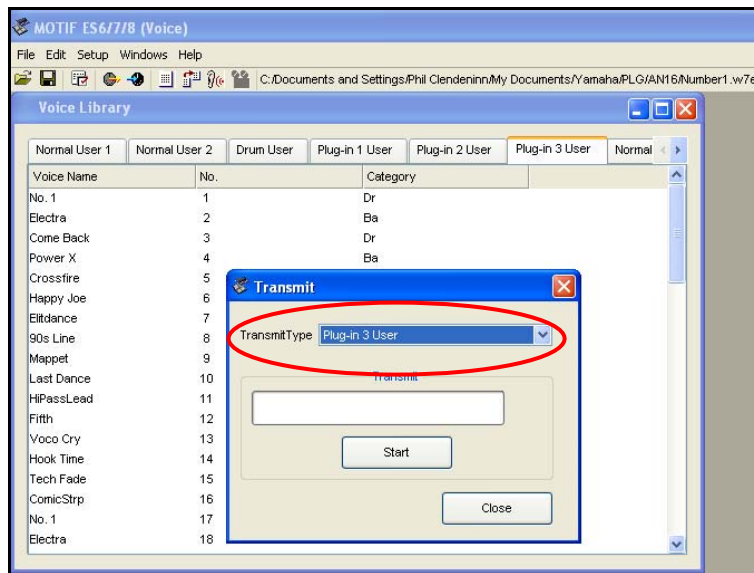 MOTIF ES6/7/8 (Voice)
File Edit Setup Windows Help
C:/Documents and Settings/Phil Clendeninn/My Documents/Yamaha/PLG/AN16/Number1.w7e
Voice Library
Normal User 1 Normal User 2 Drum User Plug-in 1 User Plug-in 2 User Plug-in 3 User Normal
Voice Name No. Category
No. 1 1 Dr
Electra 2 Ba
Come Back 3 Dr
Power X 4 Ba
Crossfire 5
Happy Joe 6
Elitdance 7
90s Line 8
Mappet 9
Last Dance 10
HiPassLead 11
Fifth 12
Voco Cry 13
Hook Time 14
Tech Fade 15
ComicStrp 16
No. 1 17
Electra 18
Transmit
TransmitType Plug-in 3 User
Transmit
Start
Close